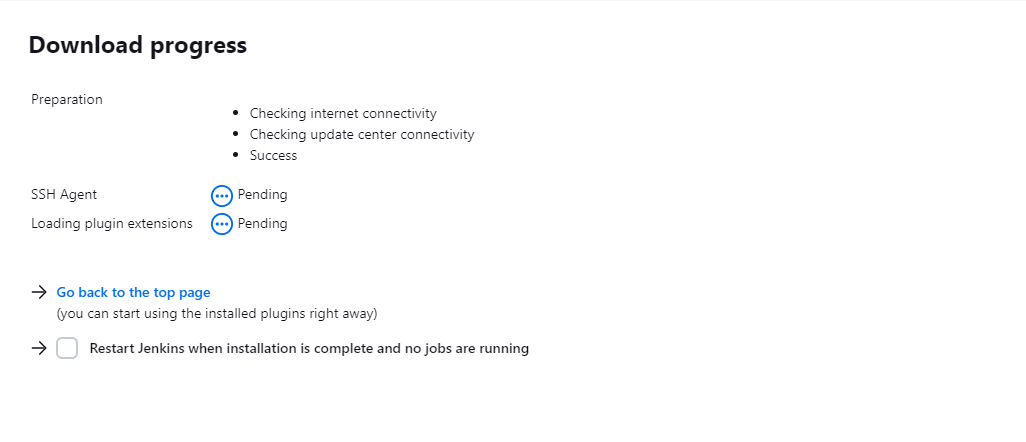 Download progress
Preparation
Checking internet connectivity
Checking update center connectivity
Success
SSH Agent Pending
Loading plugin extensions Pending
Go back to the top page
(you can start using the installed plugins right away)
Restart Jenkins when installation is complete and no jobs are running